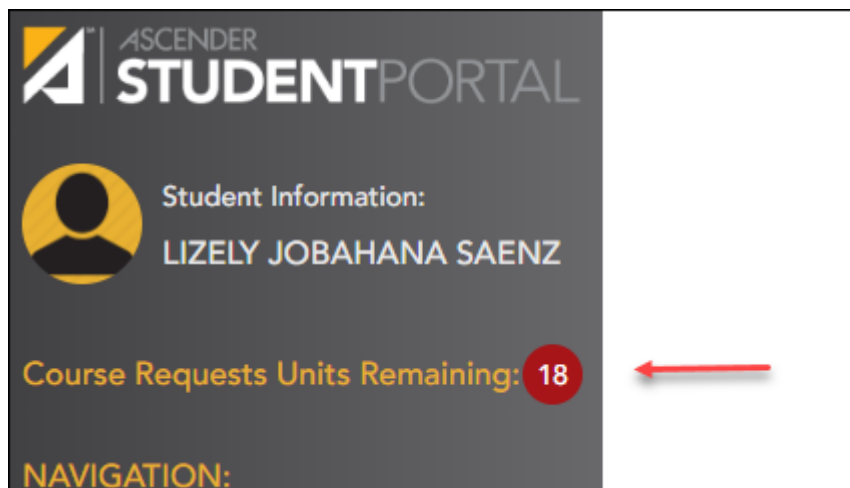 ASCENDER
STUDENTPORTAL
Student Information:
LIZELY JOBAHANA SAENZ
Course Requests Units Remaining: 18
NAVIGATION: